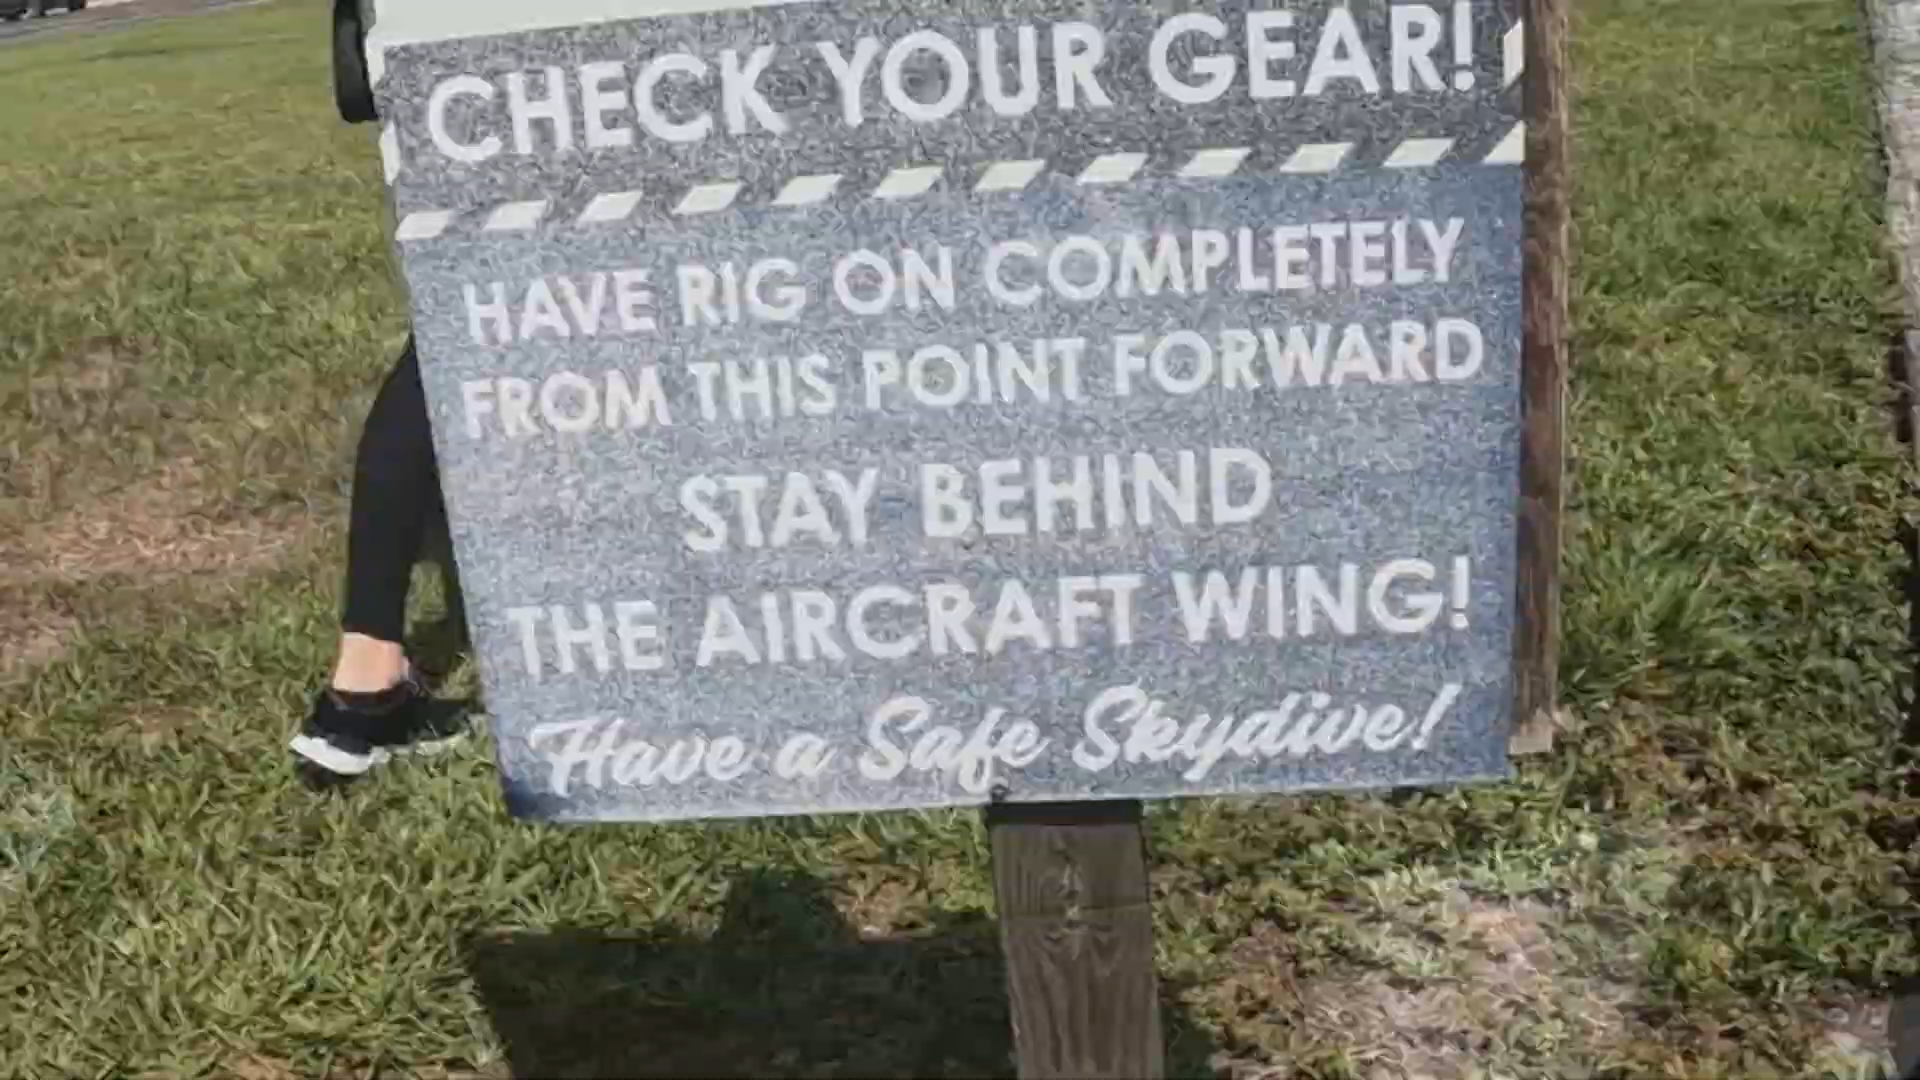 CHECK YOUR GEAR!
HAVE RIG ON COMPLETELY
FROM THIS POINT FORWARD
STAY BEHIND
THE AIRCRAFT WING!
Have a Safe Skydive!